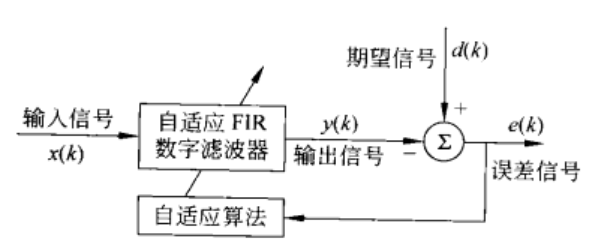 期望信号
d(k)
+
输入信号
x(k)
自适应 FIR
数字滤波器
y(k)
输出信号
−
Σ
e(k)
误差信号
自适应算法